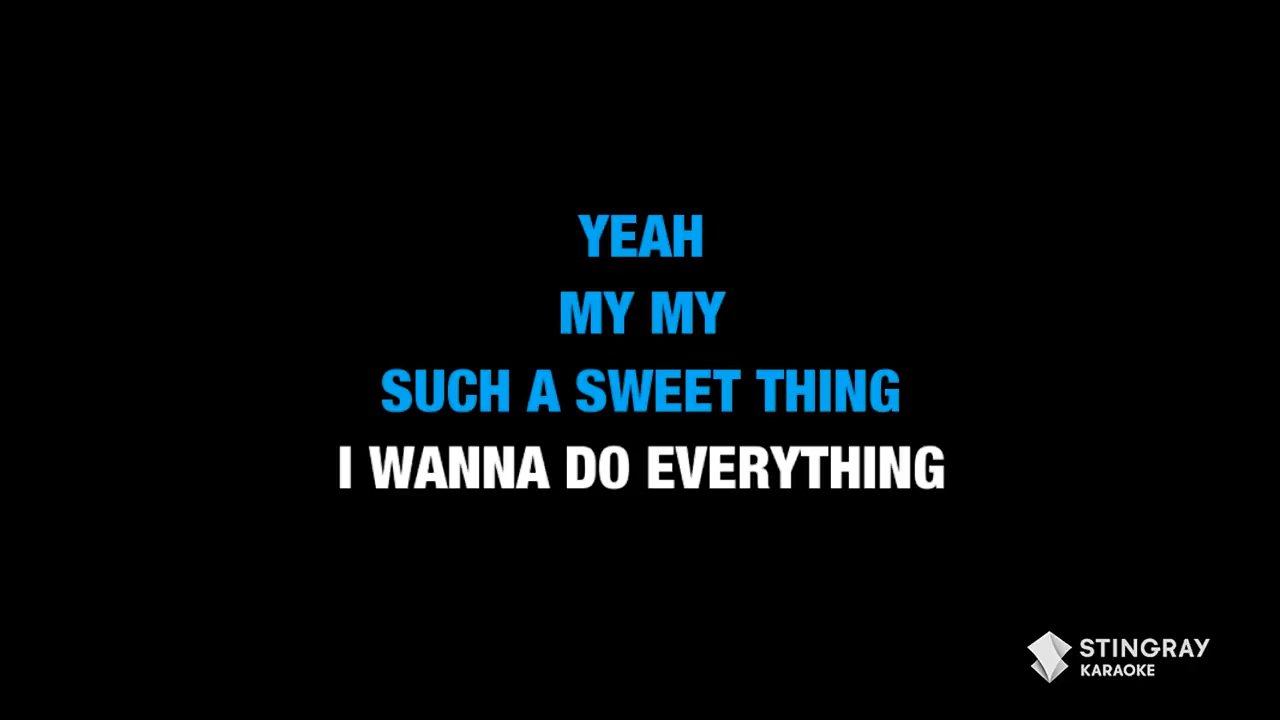 YEAH
MY MY
SUCH A SWEET THING
I WANNA DO EVERYTHING
STINGRAY
KARAOKE